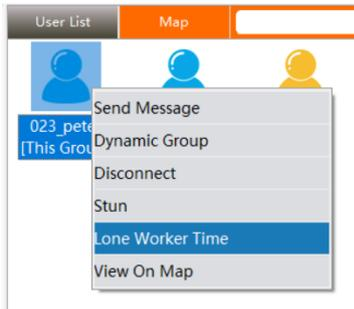 User List
Map
023_pete
[This Grou
Send Message
Dynamic Group
Disconnect
Stun
Lone Worker Time
View On Map